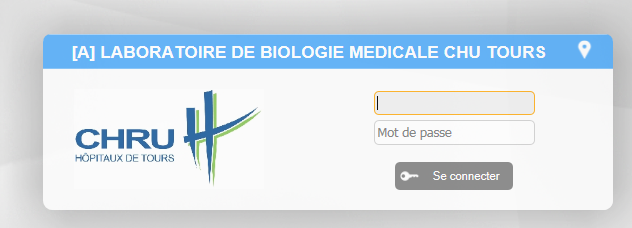 [A] LABORATOIRE DE BIOLOGIE MEDICALE CHU TOURS
CHRU
HÔPITAUX DE TOURS
Mot de passe
Se connecter